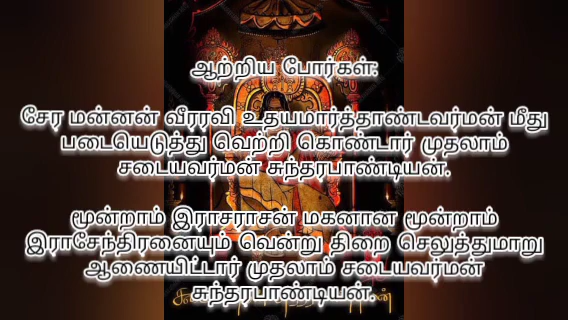 ஆற்றிய போர்கள்:
சேர மன்னன் வீரரவி உதயமார்த்தாண்டவர்மன் மீது
படையெடுத்து வெற்றி கொண்டார் முதலாம்
சடையவர்மன் சுந்தரபாண்டியன்.
மூன்றாம் இராசராசன் மகனான மூன்றாம்
இராசேந்திரனையும் வென்று திறை செலுத்துமாறு
ஆணையிட்டார் முதலாம் சடையவர்மன்
சுந்தரபாண்டியன்.